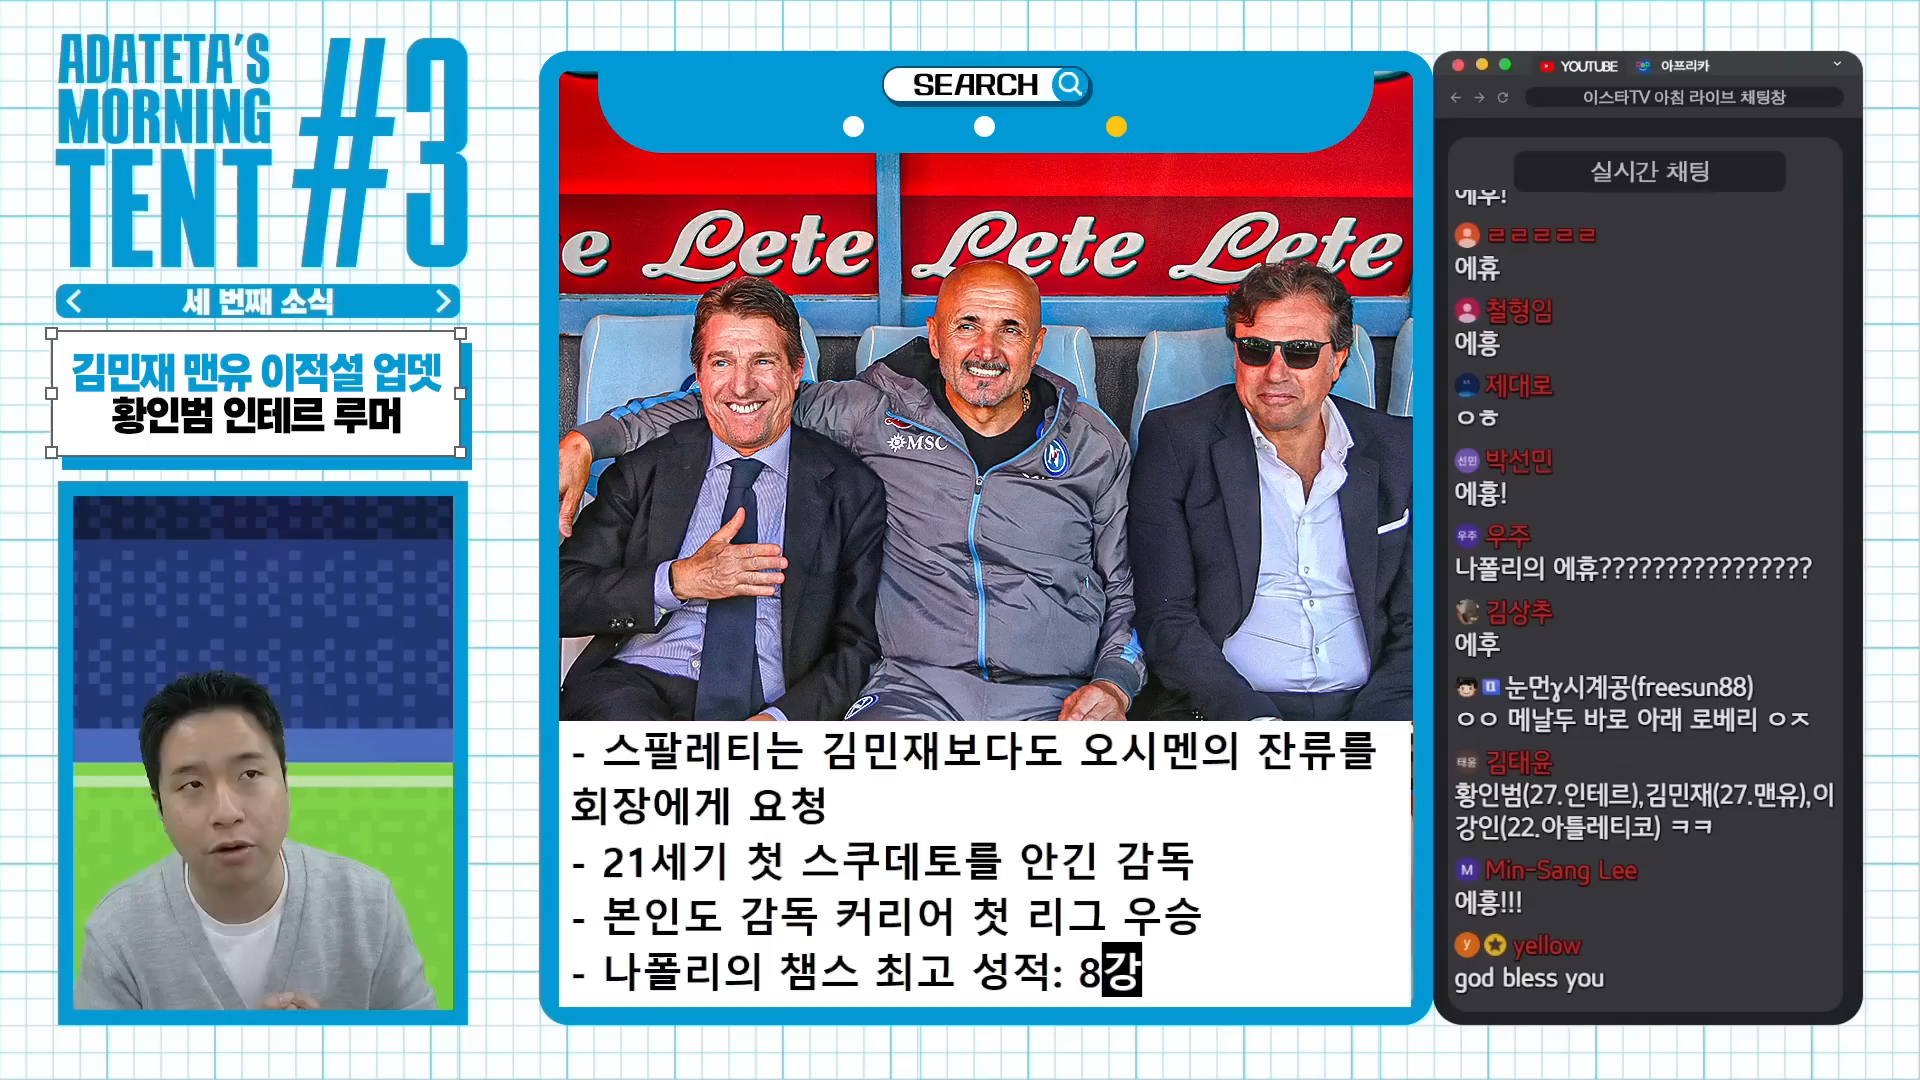 ADATETA'S
MORNING
TENT
#3
세 번째 소식
김민재 맨유 이적설 업뎃
황인범 인테르 루머
SEARCH
Lete Lete Lete
MSC
- 스팔레티는 김민재보다도 오시멘의 잔류를
회장에게 요청
- 21세기 첫 스쿠데토를 안긴 감독
- 본인도 감독 커리어 첫 리그 우승
- 나폴리의 챔스 최고 성적: 8강
YOUTUBE 아프리카
이스타TV 아침 라이브 채팅창
실시간 채팅
에우!
ㄹㄹㄹㄹㄹ
에휴
철형임
에흥
제대로
ㅇㅎ
선민 박선민
에흉!
우주 우주
나폴리의 에휴????????????????
김상추
에후
눈먼γ시계공(freesun88)
ㅇㅇ 메날두 바로 아래 로베리 ㅇㅈ
태윤 김태윤
황인범(27.인테르),김민재(27.맨유),이
강인(22.아틀레티코) ㅋㅋ
M Min-Sang Lee
에흥!!!
y yellow
god bless you